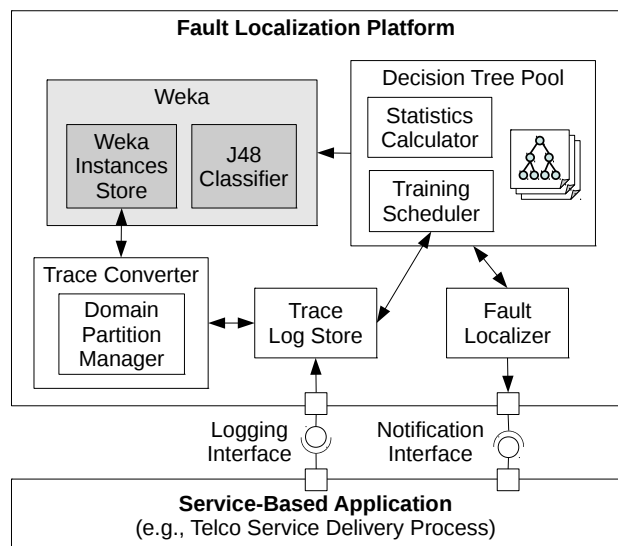 Fault Localization Platform
Weka
Weka
Instances
Store
J48
Classifier
Decision Tree Pool
Statistics
Calculator
Training
Scheduler
Trace Converter
Domain
Partition
Manager
Trace
Log Store
Fault
Localizer
Logging
Interface
Notification
Interface
Service-Based Application
(e.g., Telco Service Delivery Process)